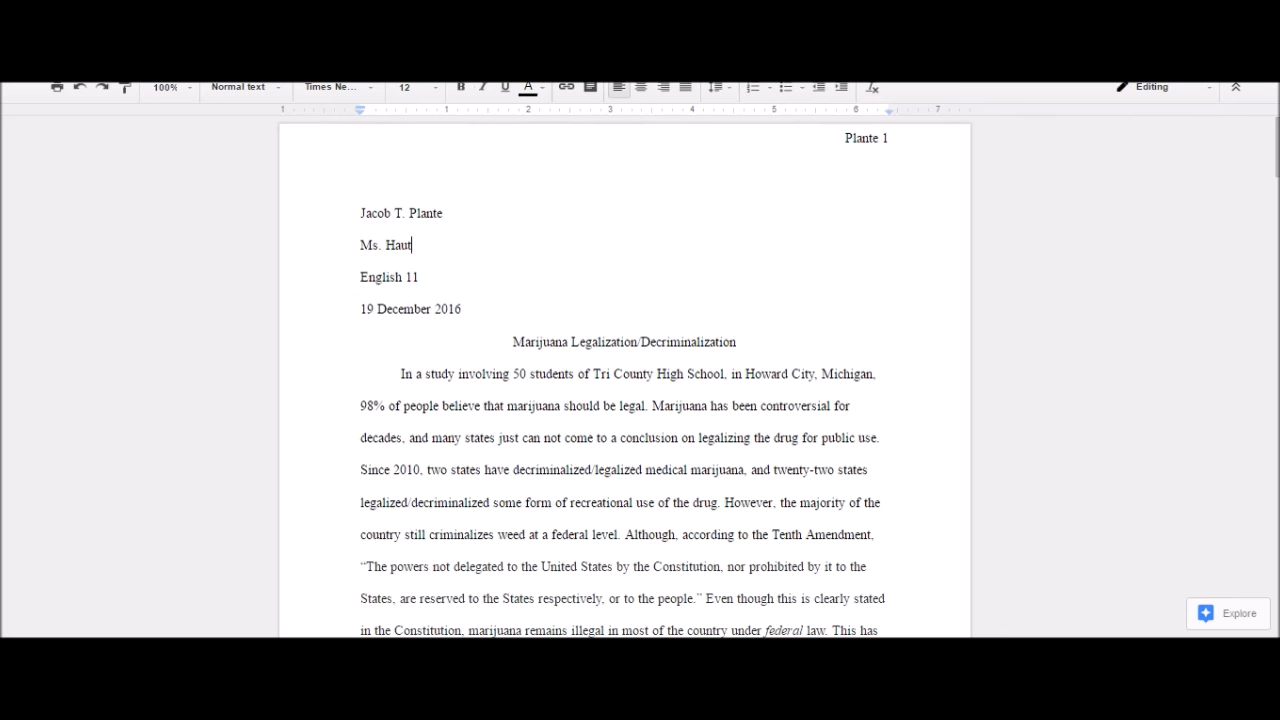 100% Normal text Times Ne... 12 B I U A Editing
1 1 2 3 4 5 6 7
Plante 1
Jacob T. Plante
Ms. Haut
English 11
19 December 2016
Marijuana Legalization/Decriminalization
In a study involving 50 students of Tri County High School, in Howard City, Michigan,
98% of people believe that marijuana should be legal. Marijuana has been controversial for
decades, and many states just can not come to a conclusion on legalizing the drug for public use.
Since 2010, two states have decriminalized/legalized medical marijuana, and twenty-two states
legalized/decriminalized some form of recreational use of the drug. However, the majority of the
country still criminalizes weed at a federal level. Although, according to the Tenth Amendment,
“The powers not delegated to the United States by the Constitution, nor prohibited by it to the
States, are reserved to the States respectively, or to the people.” Even though this is clearly stated
in the Constitution, marijuana remains illegal in most of the country under federal law. This has
Explore